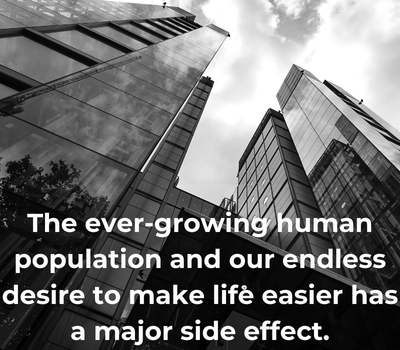 The ever-growing human
population and our endless
desire to make life easier has
a major side effect.